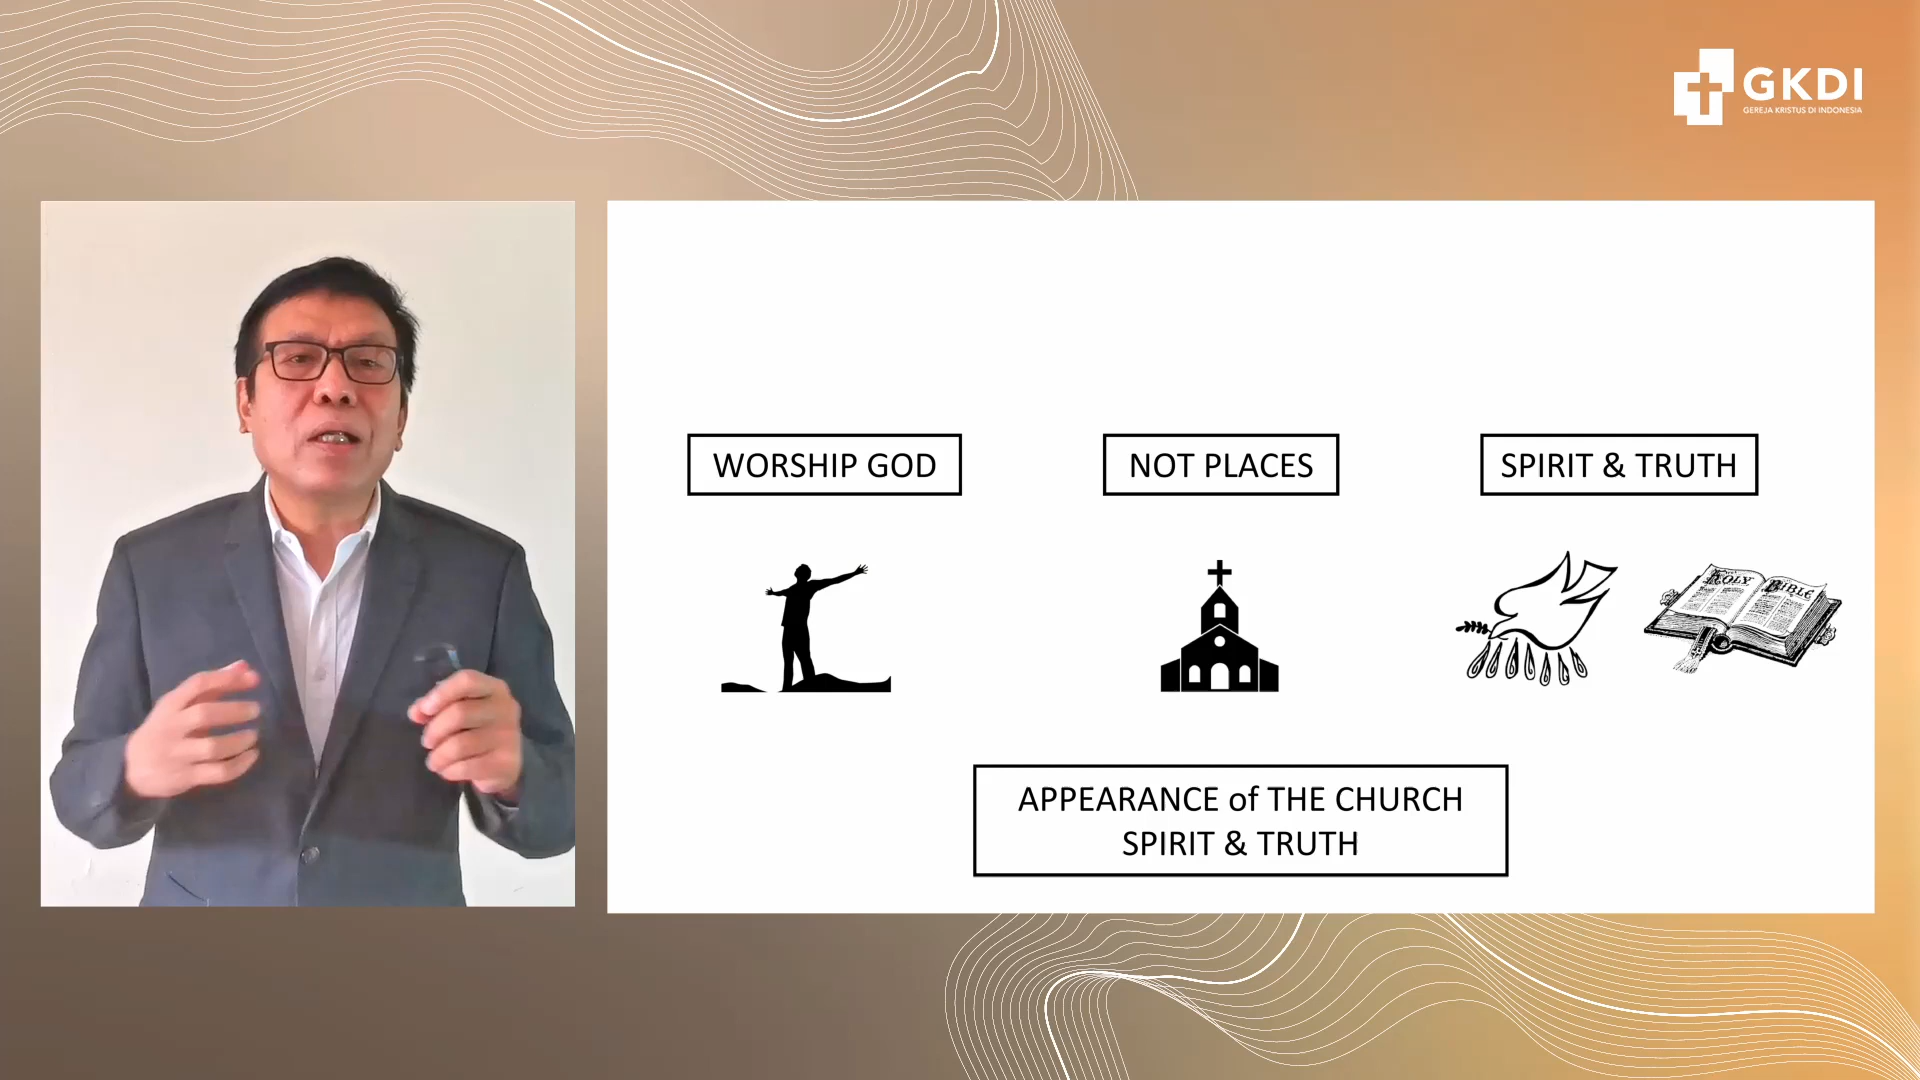 GKDI
GEREJA KRISTUS DI INDONESIA
WORSHIP GOD
NOT PLACES
SPIRIT & TRUTH
HOLY BIBLE
APPEARANCE of THE CHURCH
SPIRIT & TRUTH